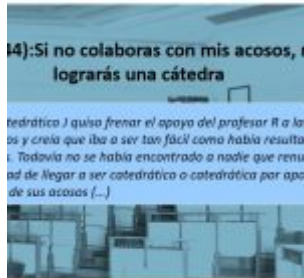 44):Si no colaboras con mis acosos,
lograrás una cátedra
tedrático J quiso frenar el apoyo del profesor R a la
os y creía que iba a ser tan fácil como había resulta
s. Todavía no se había encontrado a nadie que renu
ad de llegar a ser catedrático o catedrática por apo
de sus acosos (...)